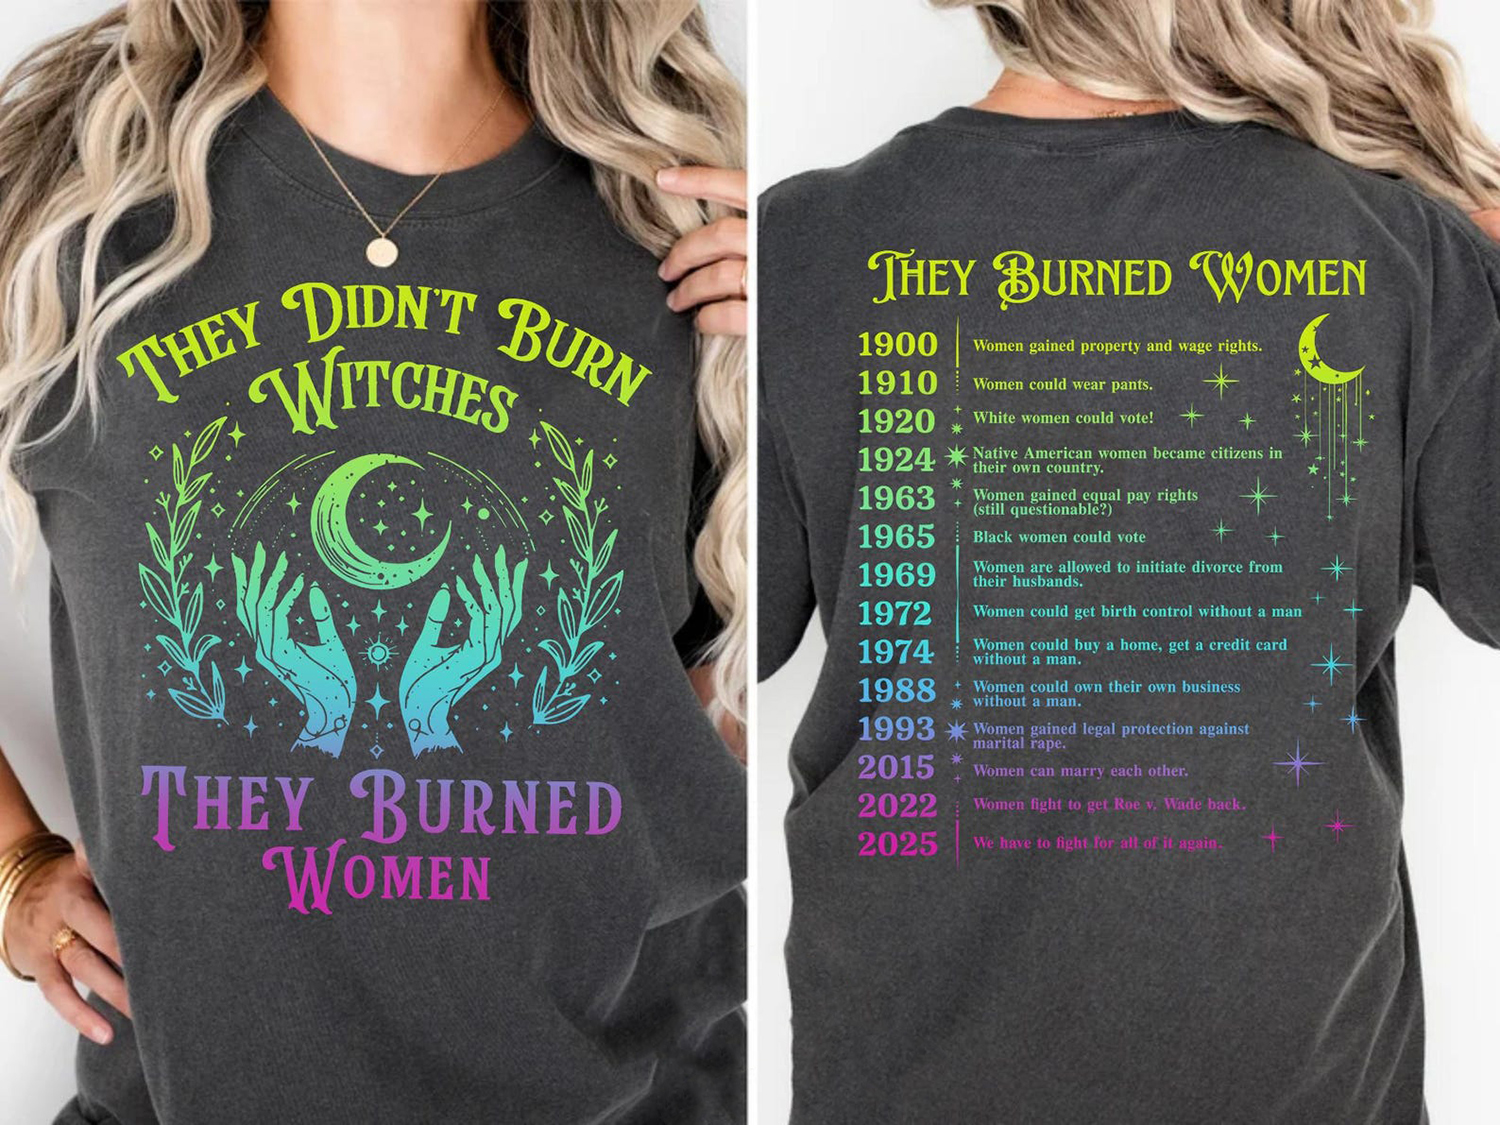 They Didn't Burn
Witches
They Burned
Women
They Burned Women
1900 Women gained property and wage rights.
1910 Women could wear pants.
1920 White women could vote!
1924 Native American women became citizens in
their own country.
1963 Women gained equal pay rights
(still questionable?)
1965 Black women could vote
1969 Women are allowed to initiate divorce from
their husbands.
1972 Women could get birth control without a man
1974 Women could buy a home, get a credit card
without a man.
1988 Women could own their own business
without a man.
1993 Women gained legal protection against
marital rape.
2015 Women can marry each other.
2022 Women fight to get Roe v. Wade back.
2025 We have to fight for all of it again.